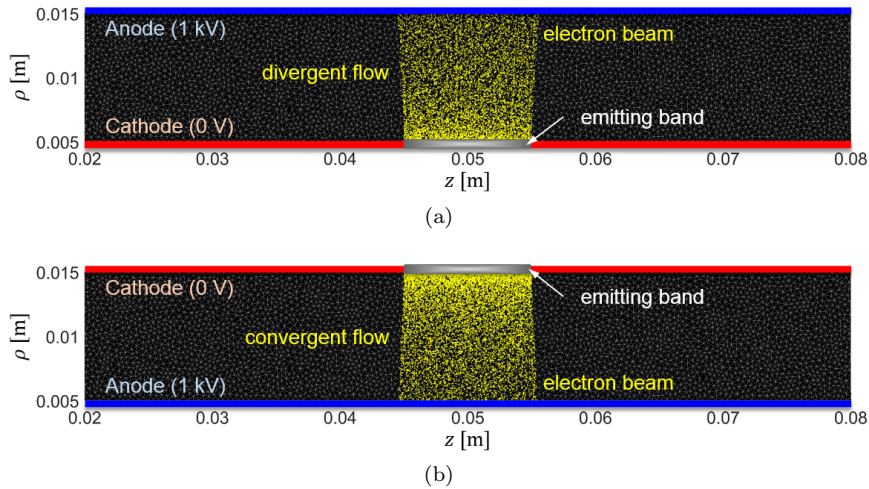 0.015
Anode (1 kV)
electron beam
ρ [m]
0.01
divergent flow
emitting band
Cathode (0 V)
0.005
0.02 0.03 0.04 0.05 0.06 0.07 0.08
z [m]
(a)
0.015
Cathode (0 V)
emitting band
ρ [m]
0.01
convergent flow
Anode (1 kV)
electron beam
0.005
0.02 0.03 0.04 0.05 0.06 0.07 0.08
z [m]
(b)